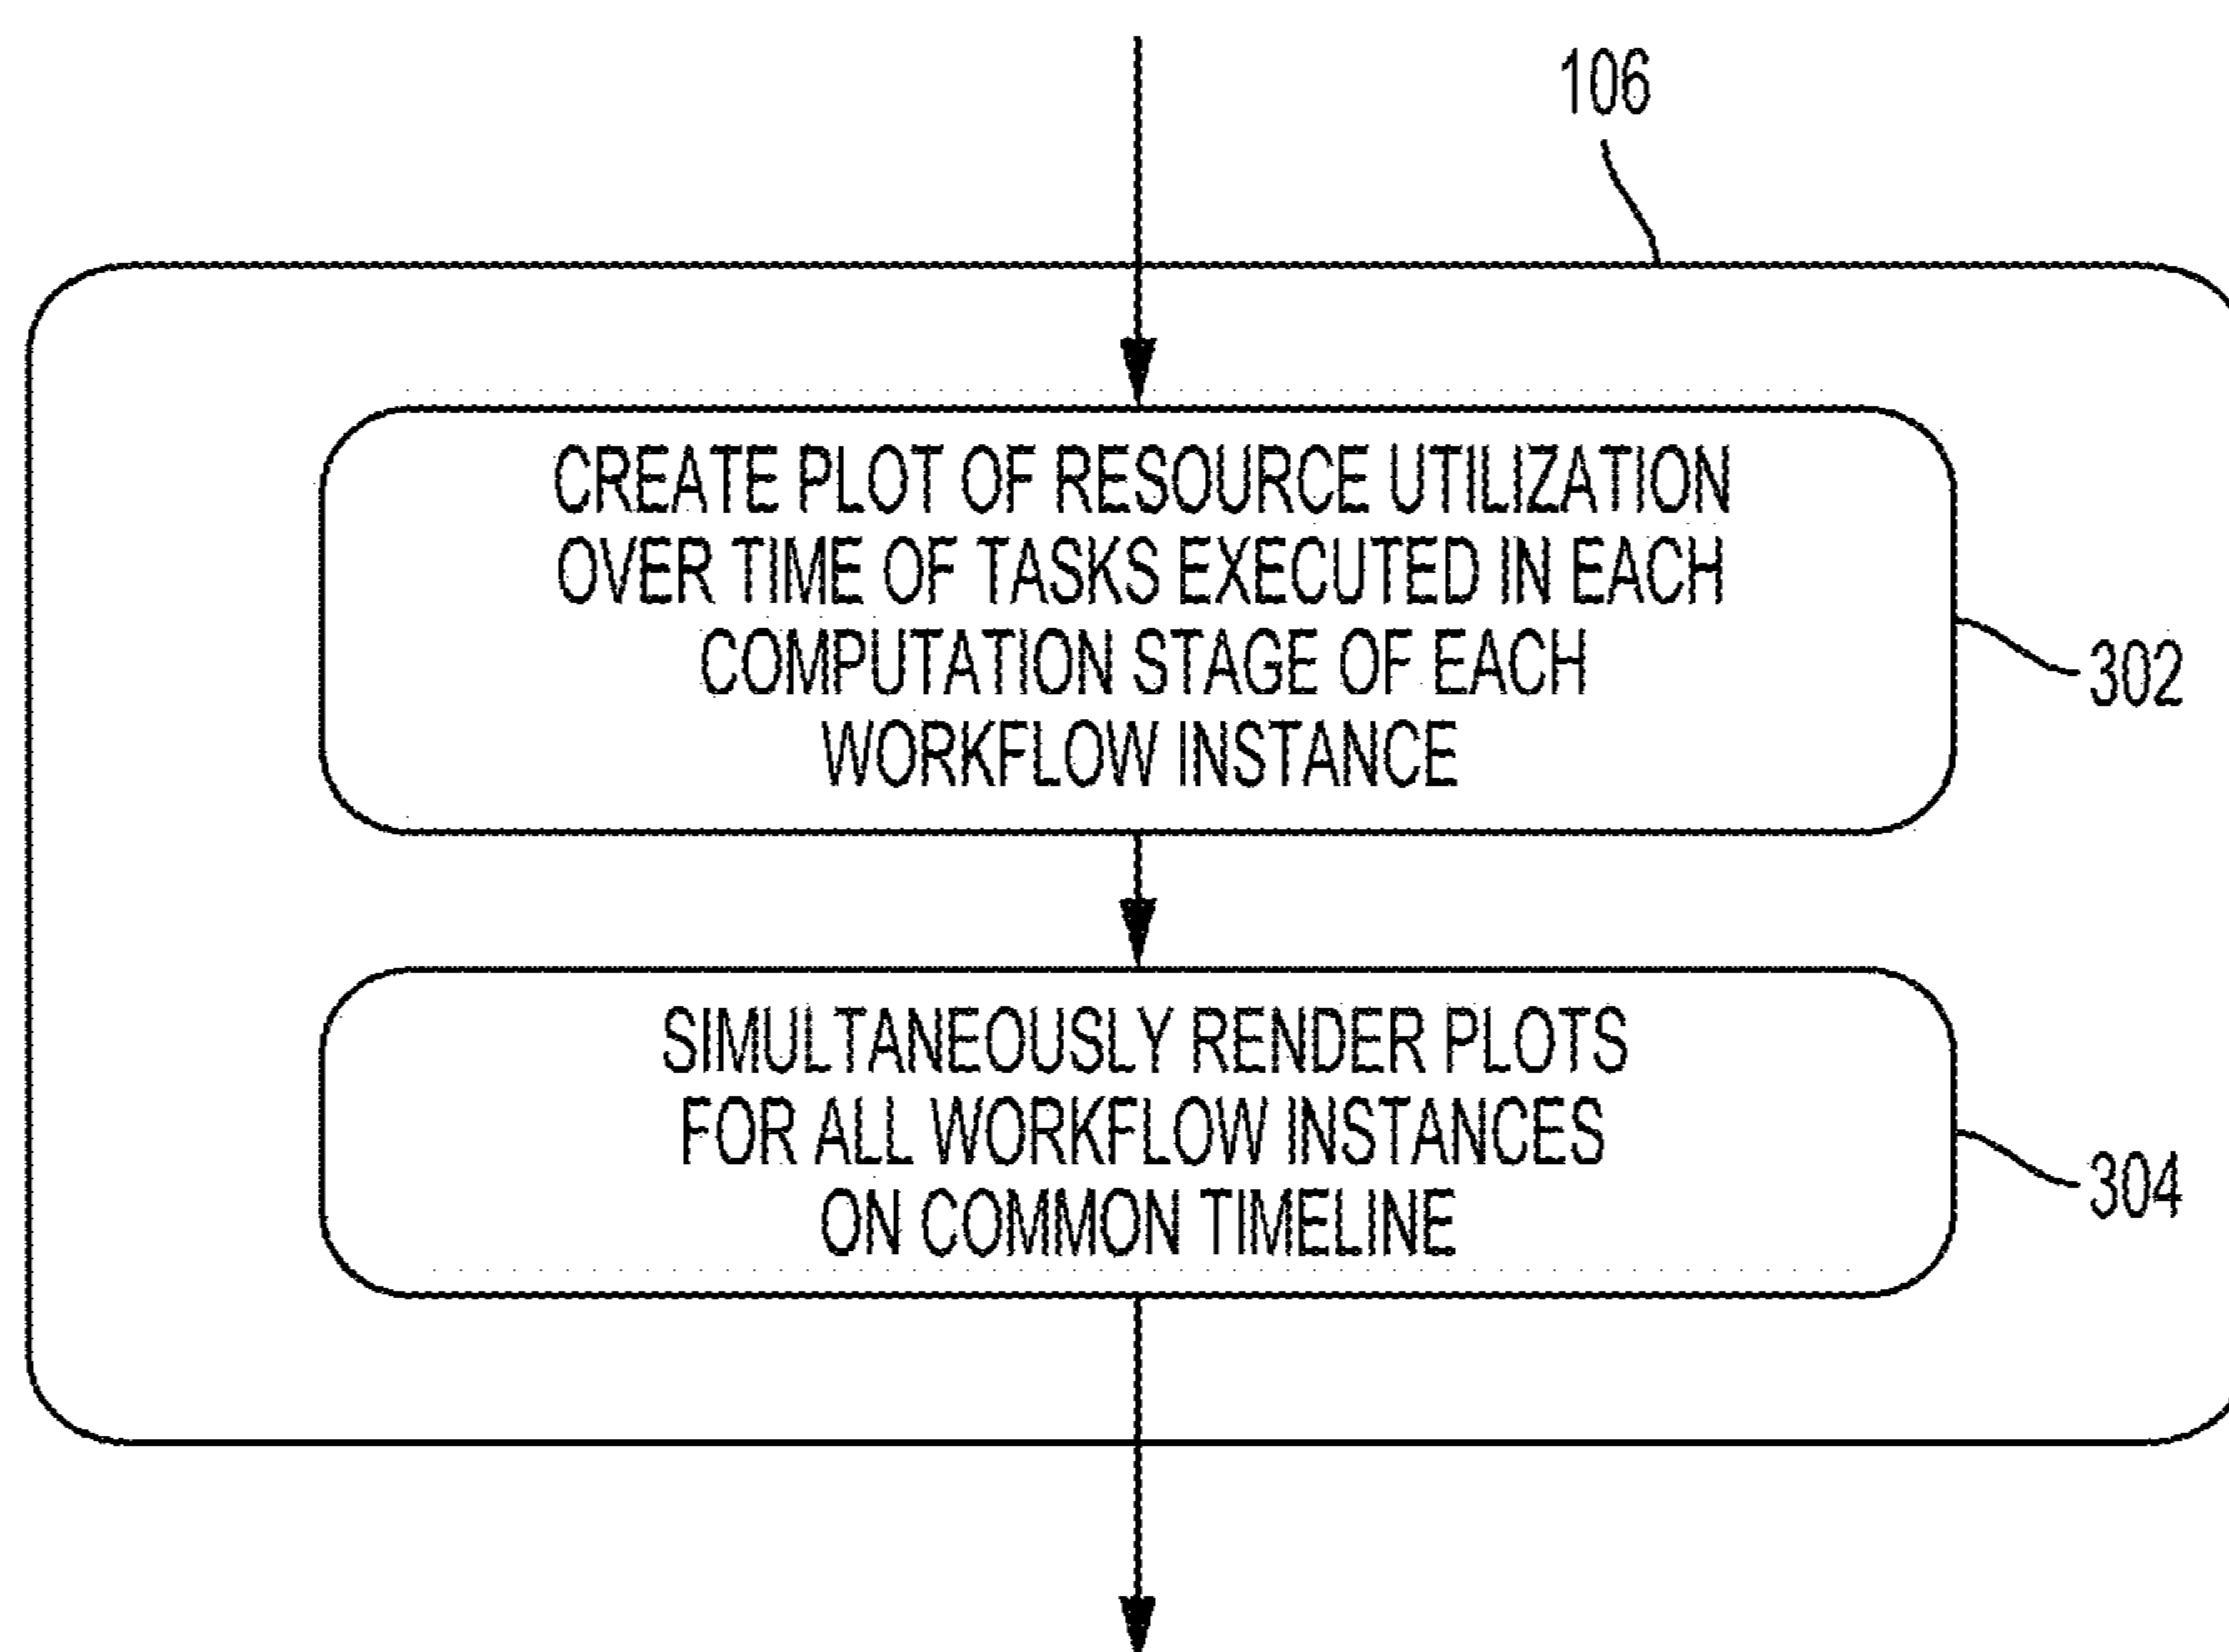 106
CREATE PLOT OF RESOURCE UTILIZATION
OVER TIME OF TASKS EXECUTED IN EACH
COMPUTATION STAGE OF EACH
WORKFLOW INSTANCE
302
SIMULTANEOUSLY RENDER PLOTS
FOR ALL WORKFLOW INSTANCES
ON COMMON TIMELINE
304